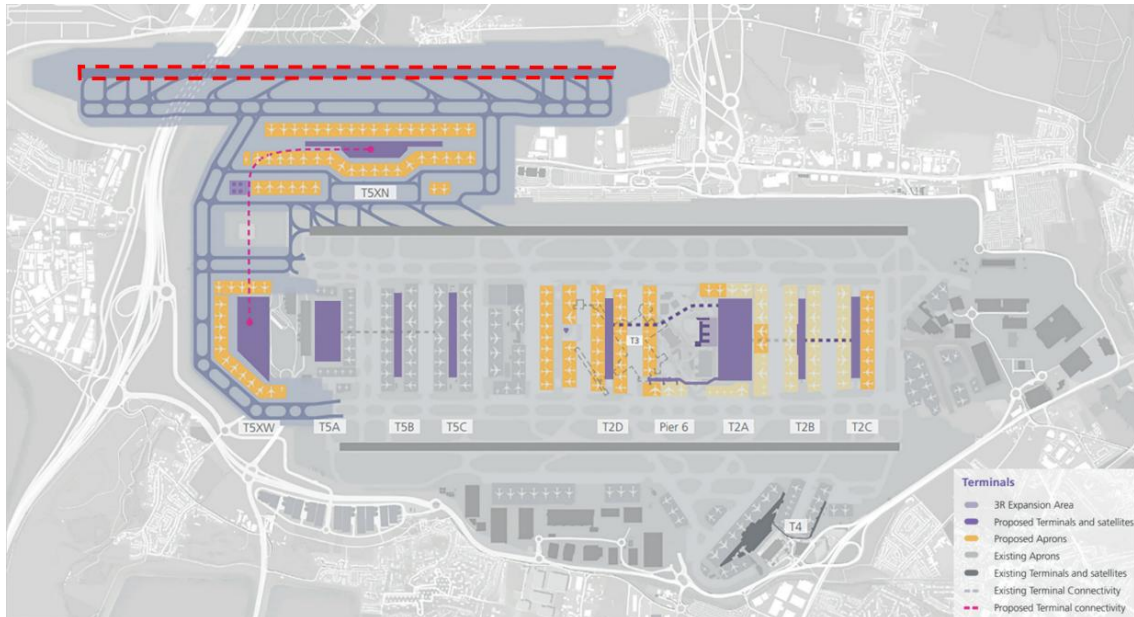 T5XN
T3
T5XW
T5A
T5B
T5C
T2D
Pier 6
T2A
T2B
T2C
T4
Terminals
3R Expansion Area
Proposed Terminals and satellites
Proposed Aprons
Existing Aprons
Existing Terminals and satellites
Existing Terminal Connectivity
Proposed Terminal connectivity